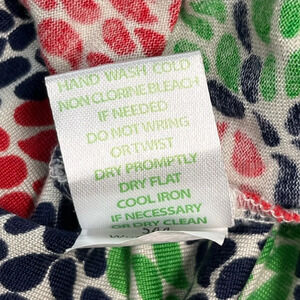 HAND WASH COLD
NON CLORINE BLEACH
IF NEEDED
DO NOT WRING
OR TWIST
DRY PROMPTLY
DRY FLAT
COOL IRON
IF NECESSARY
OR DRY CLEAN